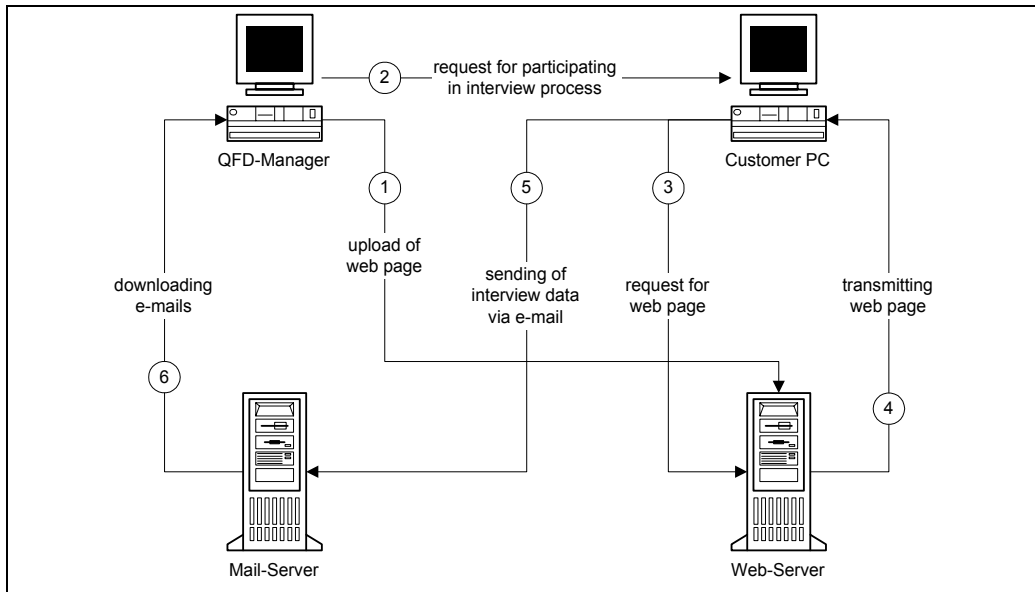 2
request for participating
in interview process
QFD-Manager
Customer PC
1
5
3
upload of
web page
downloading
e-mails
sending of
interview data
via e-mail
request for
web page
transmitting
web page
6
4
Mail-Server
Web-Server